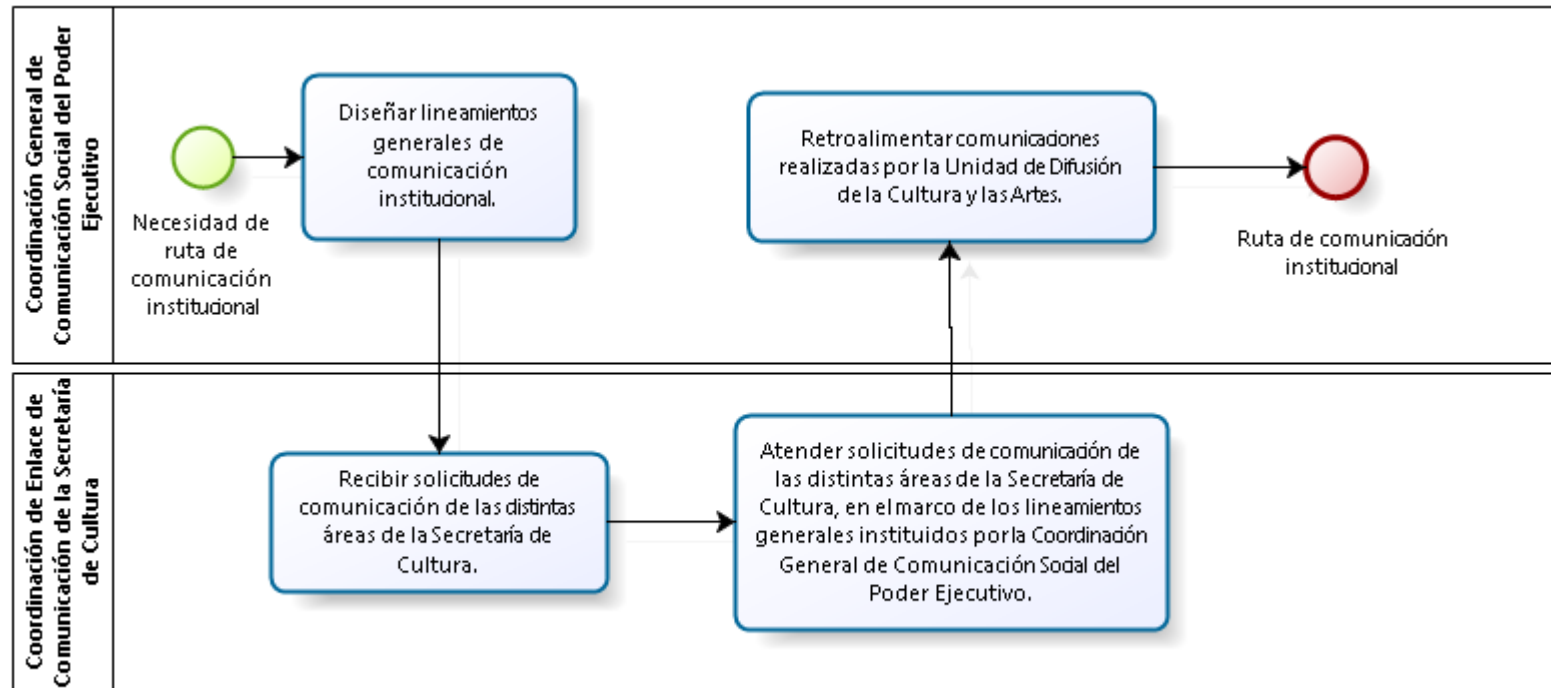 Coordinación General de
Comunicación Social del Poder
Ejecutivo
Necesidad de
ruta de
comunicación
institucional
Diseñar lineamientos
generales de
comunicación
institucional.
Retroalimentar comunicaciones
realizadas por la Unidad de Difusión
de la Cultura y las Artes.
Ruta de comunicación
institucional
Coordinación de Enlace de
Comunicación de la Secretaría
de Cultura
Recibir solicitudes de
comunicación de las distintas
áreas de la Secretaría de
Cultura.
Atender solicitudes de comunicación de
las distintas áreas de la Secretaría de
Cultura, en el marco de los lineamientos
generales instituidos por la Coordinación
General de Comunicación Social del
Poder Ejecutivo.